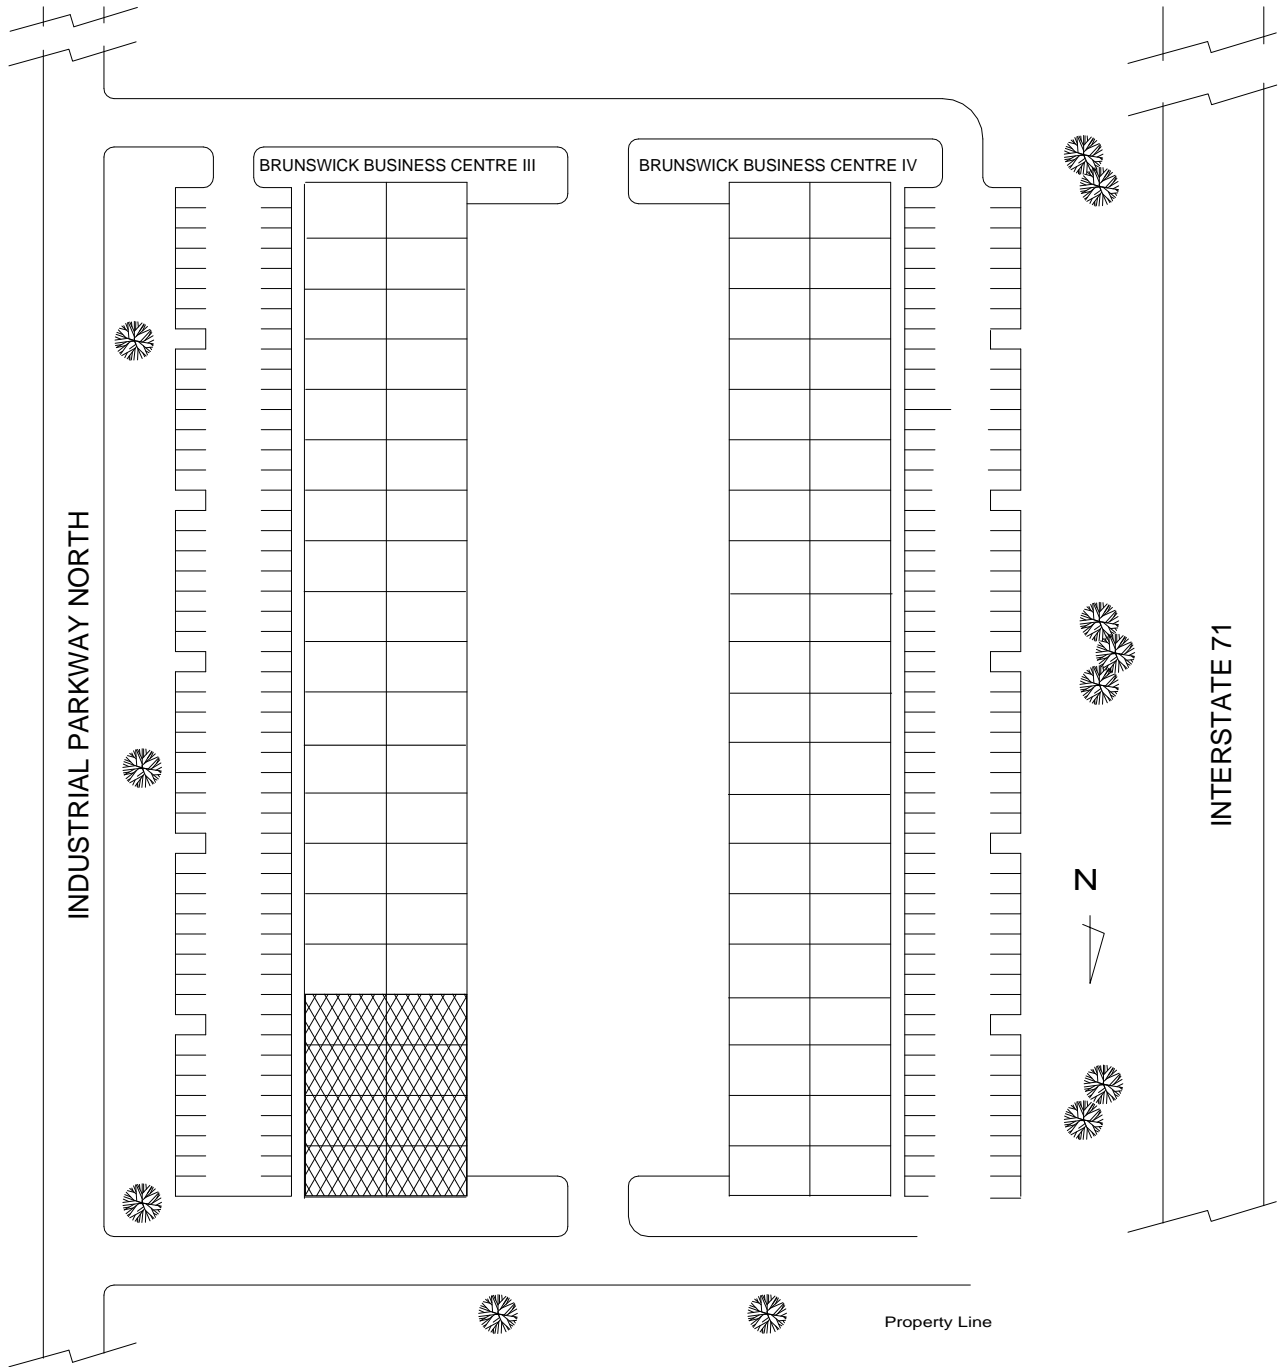 BRUNSWICK BUSINESS CENTRE III
BRUNSWICK BUSINESS CENTRE IV
INDUSTRIAL PARKWAY NORTH
INTERSTATE 71
N
Property Line